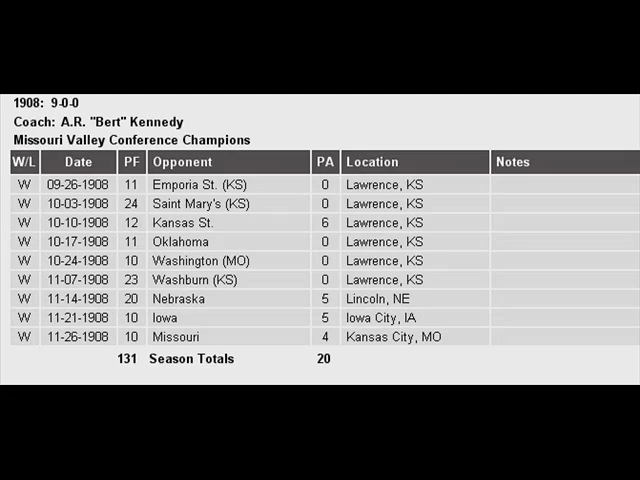 1908: 9-0-0
Coach: A.R. "Bert" Kennedy
Missouri Valley Conference Champions
W/L Date PF Opponent PA Location Notes
W 09-26-1908 11 Emporia St. (KS) 0 Lawrence, KS
W 10-03-1908 24 Saint Mary's (KS) 0 Lawrence, KS
W 10-10-1908 12 Kansas St. 6 Lawrence, KS
W 10-17-1908 11 Oklahoma 0 Lawrence, KS
W 10-24-1908 10 Washington (MO) 0 Lawrence, KS
W 11-07-1908 23 Washburn (KS) 0 Lawrence, KS
W 11-14-1908 20 Nebraska 5 Lincoln, NE
W 11-21-1908 10 Iowa 5 Iowa City, IA
W 11-26-1908 10 Missouri 4 Kansas City, MO
131 Season Totals 20